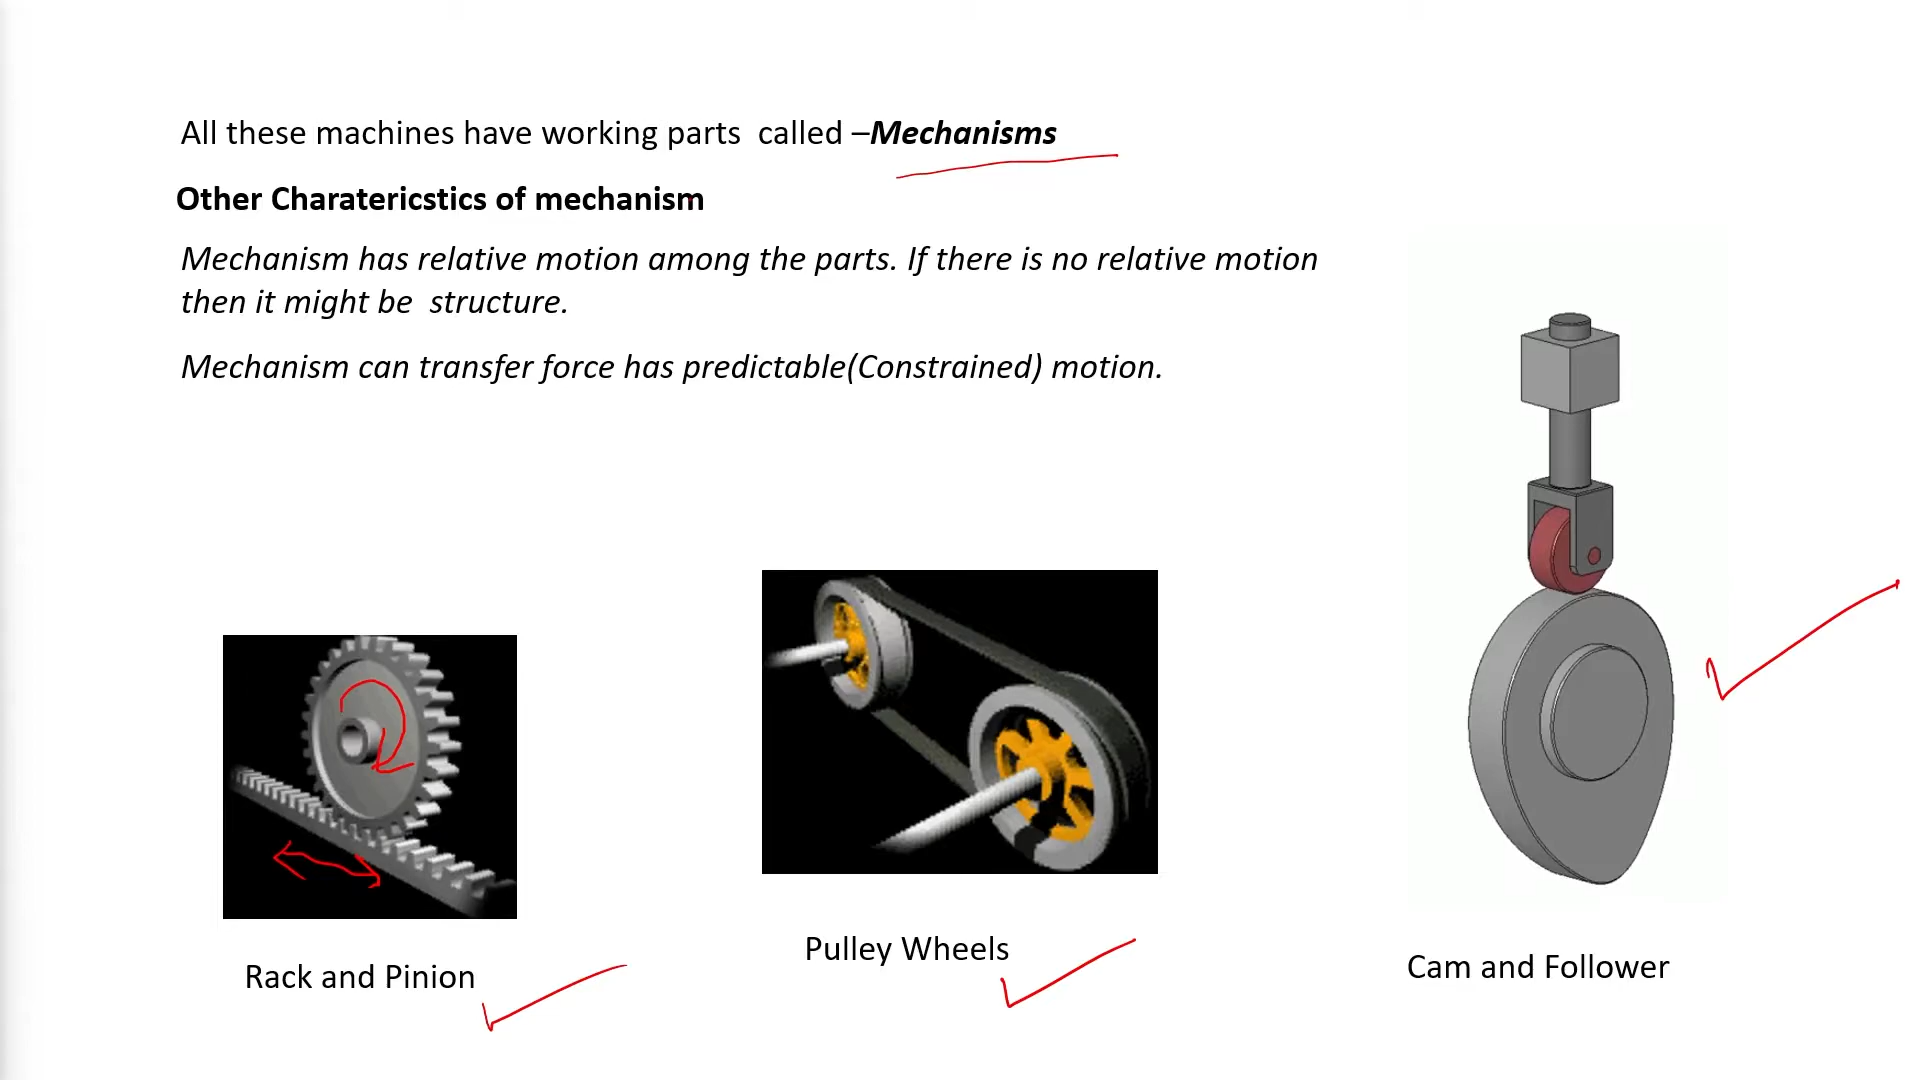 All these machines have working parts called –Mechanisms
Other Charatericstics of mechanism
Mechanism has relative motion among the parts. If there is no relative motion
then it might be structure.
Mechanism can transfer force has predictable(Constrained) motion.
Pulley Wheels
Cam and Follower
Rack and Pinion